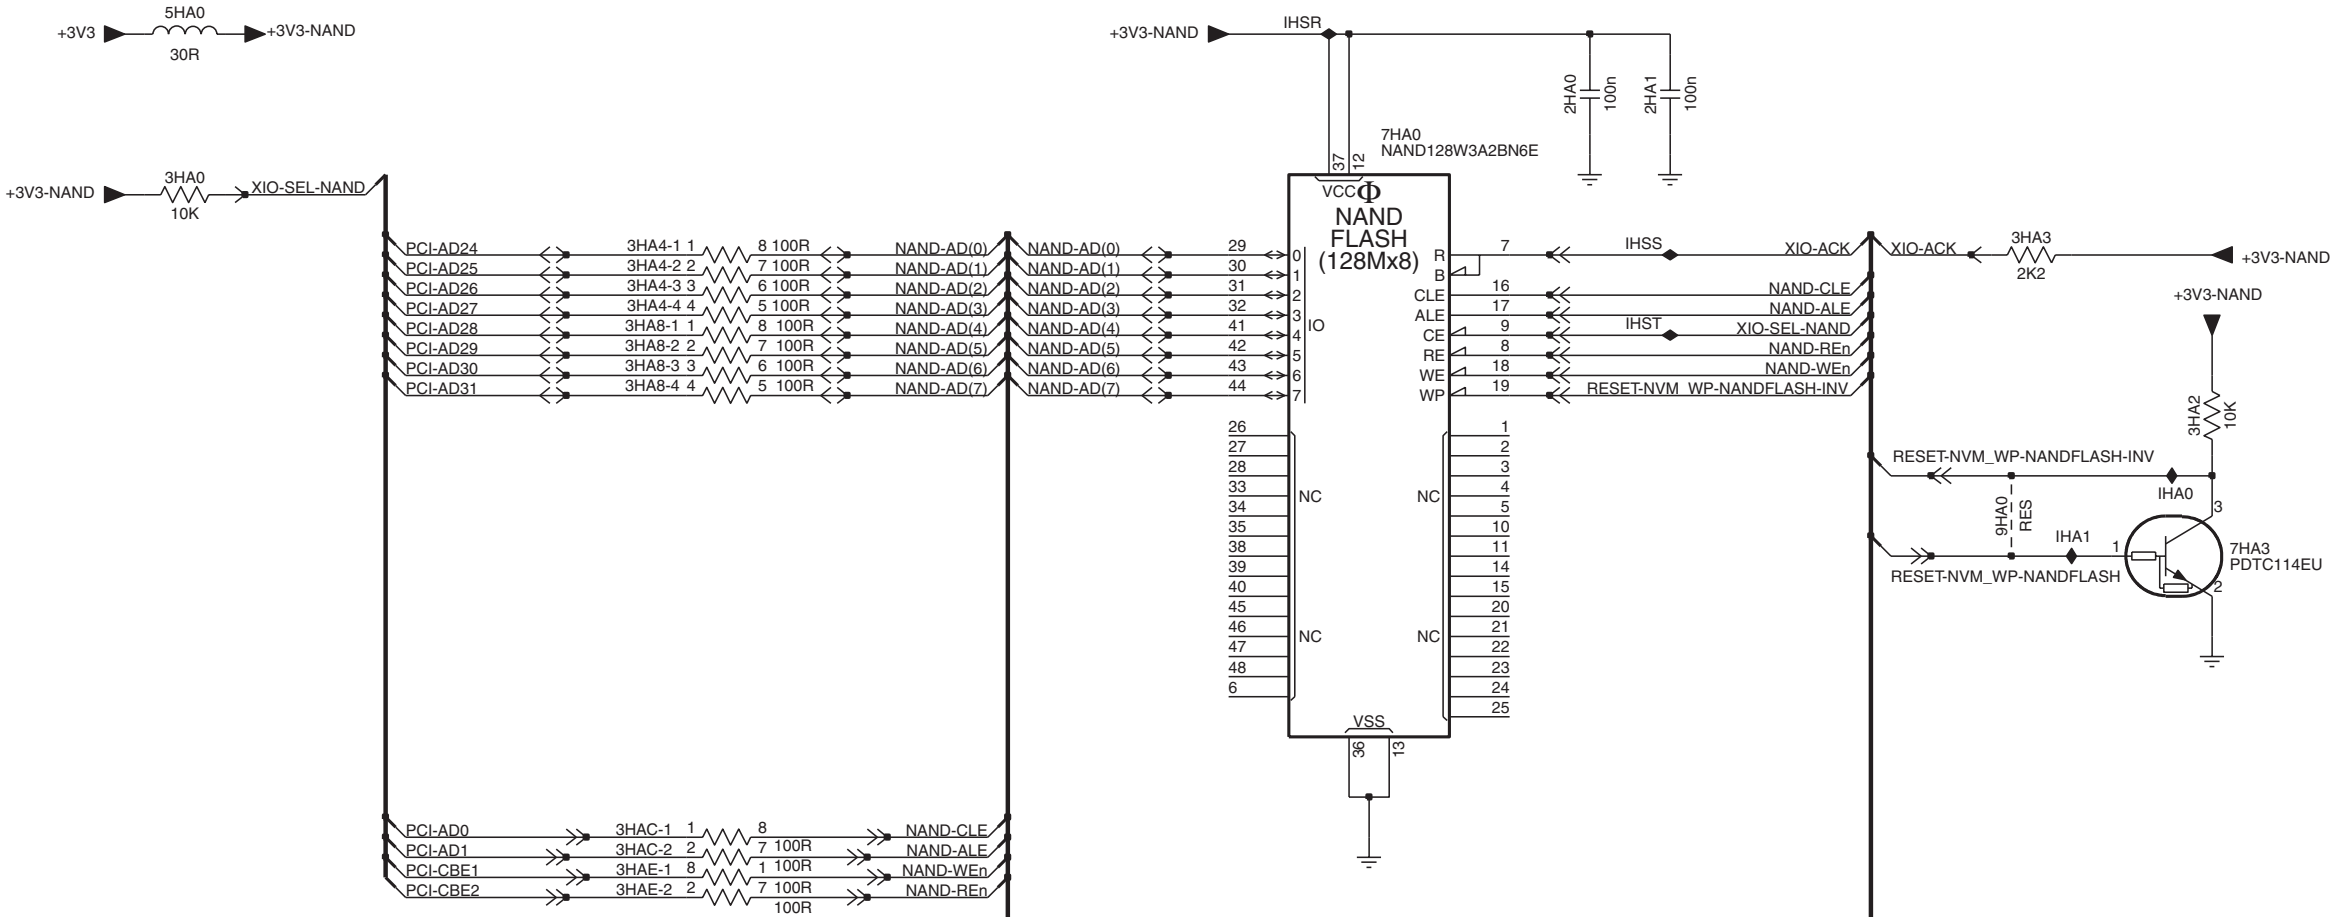 5HA0
+3V3
+3V3-NAND
30R
+3V3-NAND
IHSR
2HA0
100n
2HA1
100n
7HA0
NAND128W3A2BN6E
37
12
3HA0
+3V3-NAND
XIO-SEL-NAND
10K
VCC Φ
NAND
FLASH
(128Mx8)
PCI-AD24 3HA4-1 1 8 100R NAND-AD(0) NAND-AD(0) 29 0 R 7 IHSS XIO-ACK XIO-ACK 3HA3 +3V3-NAND
2K2
PCI-AD25 3HA4-2 2 7 100R NAND-AD(1) NAND-AD(1) 30 1 B
PCI-AD26 3HA4-3 3 6 100R NAND-AD(2) NAND-AD(2) 31 2 CLE 16 NAND-CLE
PCI-AD27 3HA4-4 4 5 100R NAND-AD(3) NAND-AD(3) 32 3 ALE 17 NAND-ALE
IO
PCI-AD28 3HA8-1 1 8 100R NAND-AD(4) NAND-AD(4) 41 4 CE 9 IHST XIO-SEL-NAND
PCI-AD29 3HA8-2 2 7 100R NAND-AD(5) NAND-AD(5) 42 5 RE 8 NAND-REn
PCI-AD30 3HA8-3 3 6 100R NAND-AD(6) NAND-AD(6) 43 6 WE 18 NAND-WEn
PCI-AD31 3HA8-4 4 5 100R NAND-AD(7) NAND-AD(7) 44 7 WP 19 RESET-NVM WP-NANDFLASH-INV
+3V3-NAND
3HA2
10K
26
27
28
33
34
35
38
39
40
45
46
47
48
6
NC
NC
NC
NC
1
2
3
4
5
10
11
14
15
20
21
22
23
24
25
RESET-NVM_WP-NANDFLASH-INV
IHA0
9HA0
RES
3
IHA1
1
7HA3
PDTC114EU
RESET-NVM_WP-NANDFLASH
2
VSS
36
13
PCI-AD0 3HAC-1 1 8 NAND-CLE
100R
PCI-AD1 3HAC-2 2 7 NAND-ALE
100R
PCI-CBE1 3HAE-1 8 1 NAND-WEn
100R
PCI-CBE2 3HAE-2 2 7 NAND-REn
100R